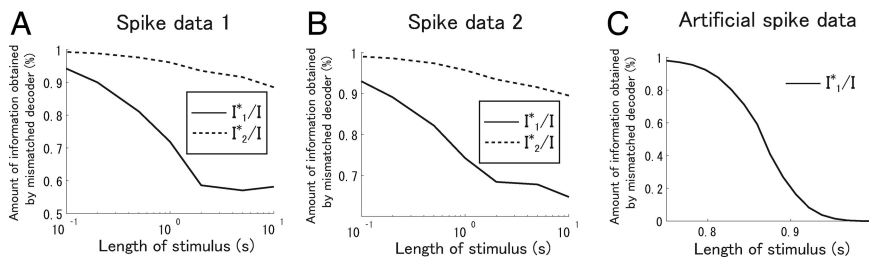 A
Spike data 1
Amount of information obtained
by mismatched decoder (%)
1
0.9
0.8
0.7
0.6
0.5
I*1/I
I*2/I
10-1
100
101
Length of stimulus (s)
B
Spike data 2
Amount of information obtained
by mismatched decoder (%)
1
0.9
0.8
0.7
I*1/I
I*2/I
10-1
100
101
Length of stimulus (s)
C
Artificial spike data
Amount of information obtained
by mismatched decoder (%)
1
0.8
0.6
0.4
0.2
0
I*1/I
0.8
0.9
Length of stimulus (s)